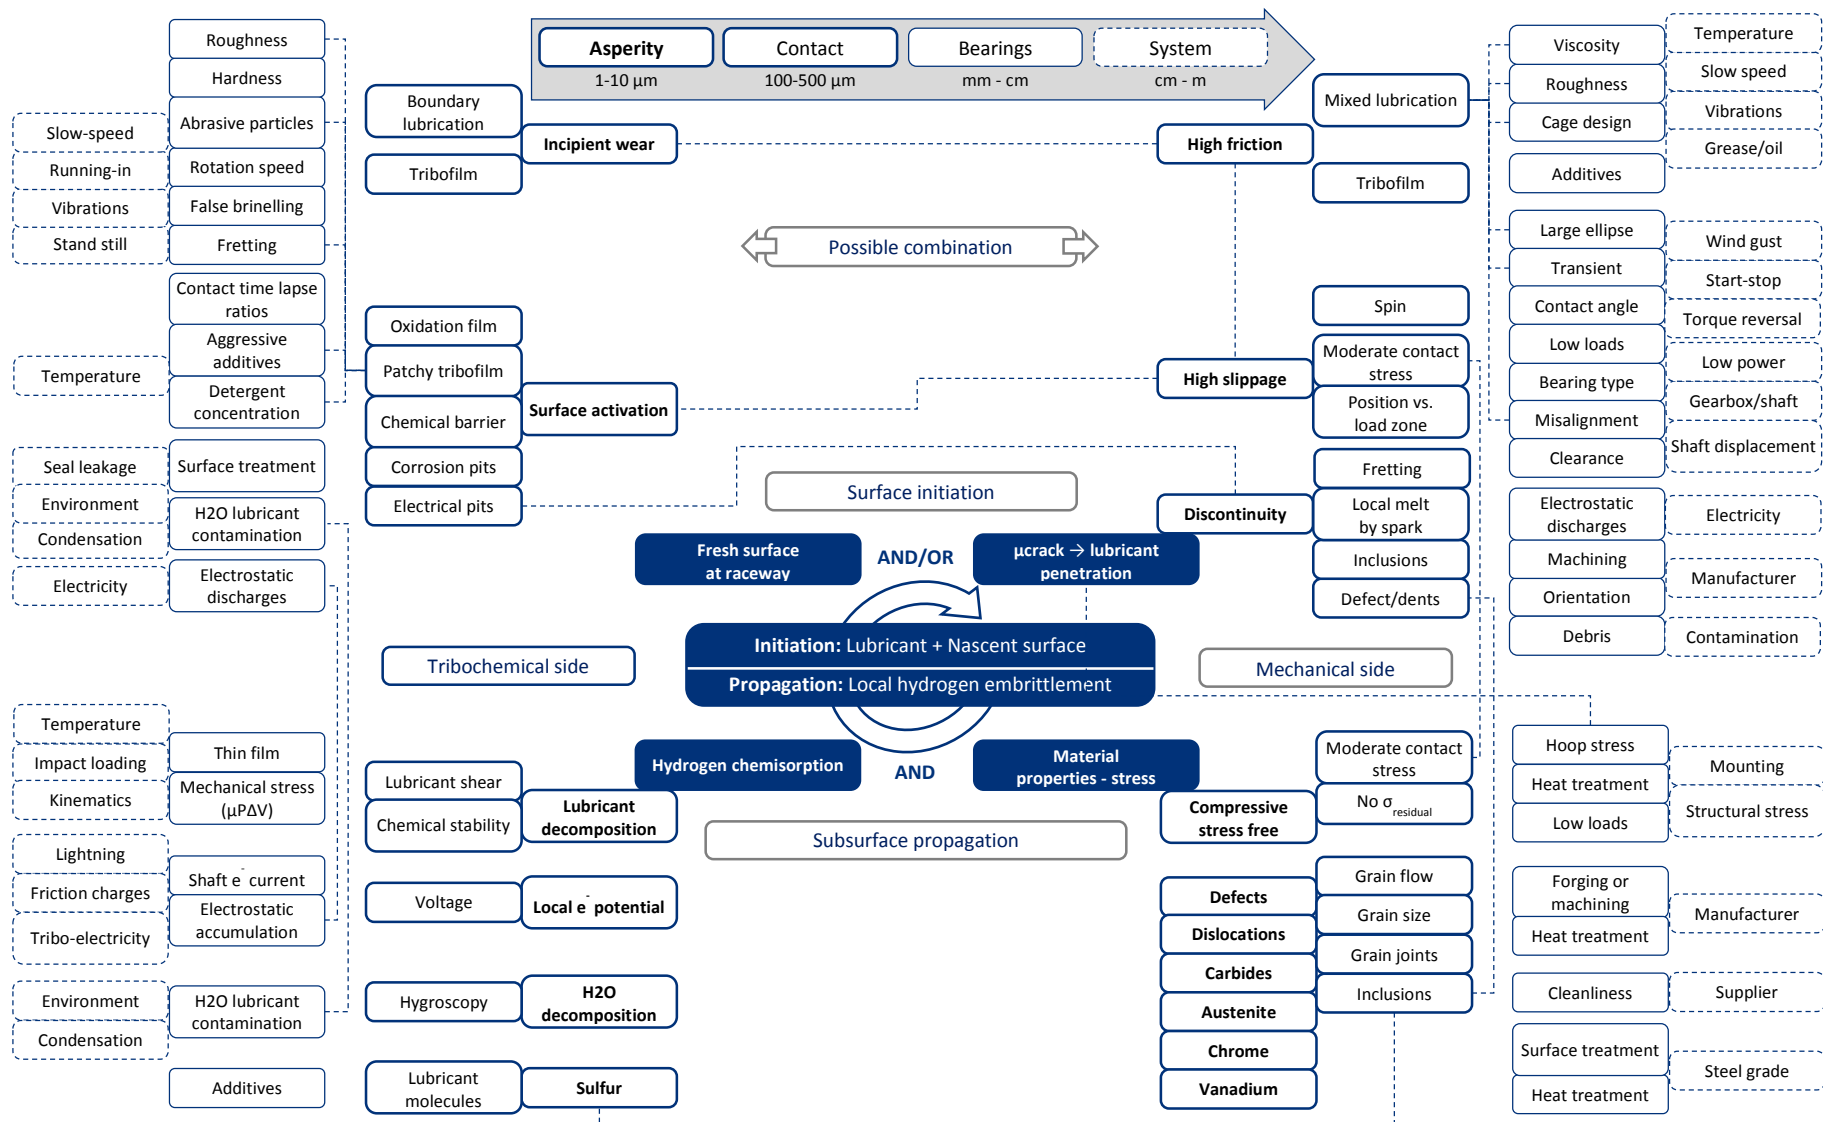 Asperity
Contact
Bearings
System
1-10 µm
100-500 µm
mm - cm
cm - m
Roughness
Hardness
Abrasive particles
Rotation speed
False brinelling
Fretting
Slow-speed
Running-in
Vibrations
Stand still
Contact time lapse
ratios
Aggressive
additives
Detergent
concentration
Temperature
Surface treatment
H2O lubricant
contamination
Electrostatic
discharges
Seal leakage
Environment
Condensation
Electricity
Boundary
lubrication
Tribofilm
Incipient wear
Oxidation film
Patchy tribofilm
Chemical barrier
Corrosion pits
Electrical pits
Surface activation
High friction
Mixed lubrication
Tribofilm
Possible combination
High slippage
Spin
Moderate contact
stress
Position vs.
load zone
Discontinuity
Fretting
Local melt
by spark
Inclusions
Defect/dents
Viscosity
Roughness
Cage design
Additives
Temperature
Slow speed
Vibrations
Grease/oil
Large ellipse
Transient
Contact angle
Low loads
Bearing type
Misalignment
Clearance
Wind gust
Start-stop
Torque reversal
Low power
Gearbox/shaft
Shaft displacement
Electrostatic
discharges
Machining
Orientation
Debris
Electricity
Manufacturer
Contamination
Surface initiation
Fresh surface
at raceway
AND/OR
µcrack → lubricant
penetration
Tribochemical side
Initiation: Lubricant + Nascent surface
Propagation: Local hydrogen embrittlement
Mechanical side
Hydrogen chemisorption
AND
Material
properties - stress
Subsurface propagation
Temperature
Impact loading
Kinematics
Thin film
Mechanical stress
(µPΔV)
Lubricant shear
Chemical stability
Lubricant
decomposition
Lightning
Friction charges
Tribo-electricity
Shaft e- current
Electrostatic
accumulation
Voltage
Local e- potential
Environment
Condensation
H2O lubricant
contamination
Hygroscopy
H2O
decomposition
Additives
Lubricant
molecules
Sulfur
Compressive
stress free
Moderate contact
stress
No σresidual
Hoop stress
Heat treatment
Low loads
Mounting
Structural stress
Defects
Dislocations
Carbides
Austenite
Chrome
Vanadium
Grain flow
Grain size
Grain joints
Inclusions
Forging or
machining
Heat treatment
Manufacturer
Cleanliness
Supplier
Surface treatment
Heat treatment
Steel grade